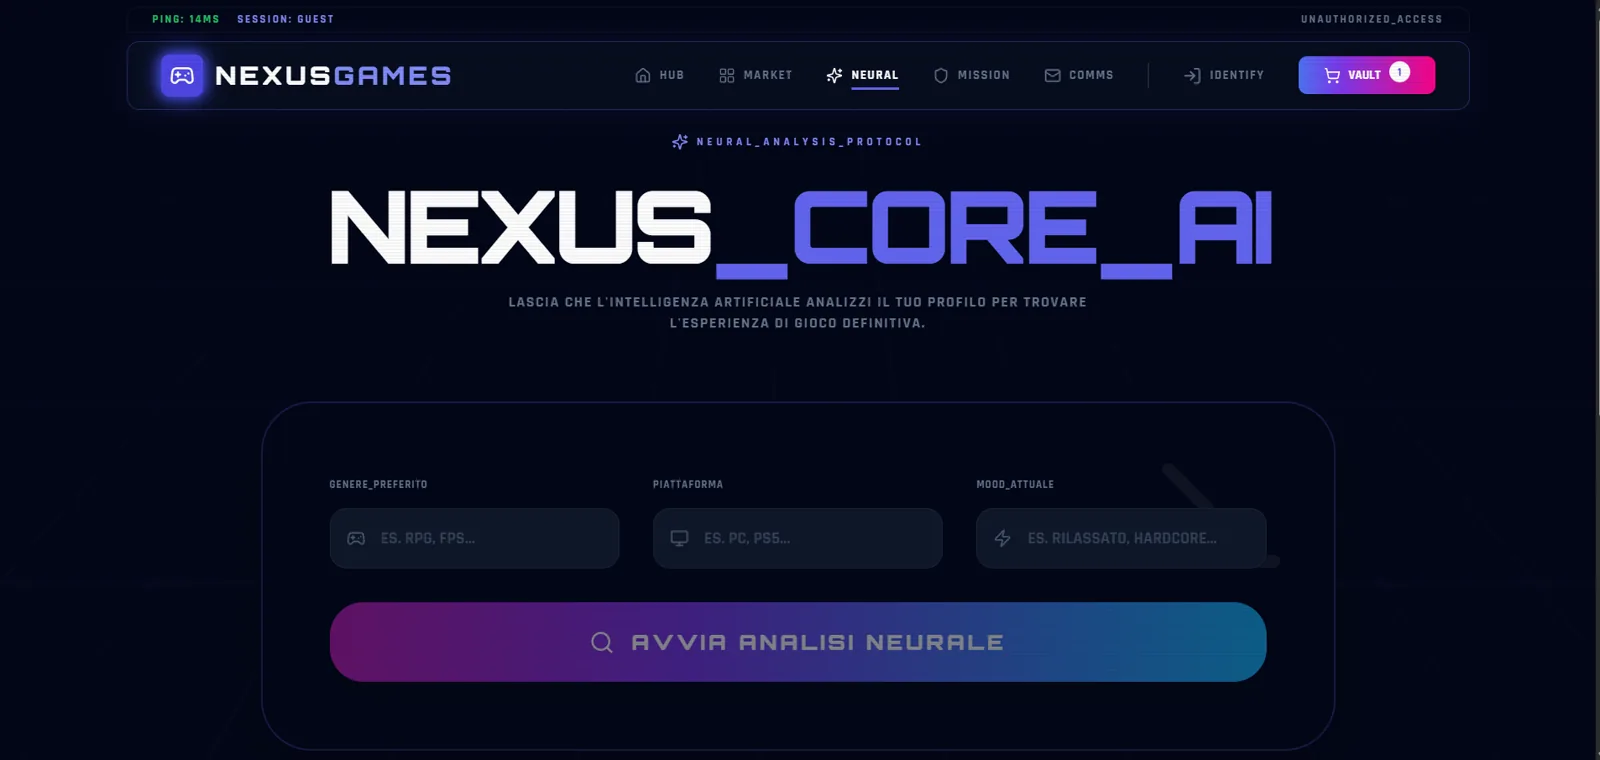 PING: 14MS SESSION: GUEST UNAUTHORIZED_ACCESS
NEXUSGAMES HUB MARKET NEURAL MISSION COMMS IDENTIFY VAULT 1
NEURAL_ANALYSIS_PROTOCOL
NEXUS_CORE_AI
LASCIA CHE L'INTELLIGENZA ARTIFICIALE ANALIZZI IL TUO PROFILO PER TROVARE
L'ESPERIENZA DI GIOCO DEFINITIVA.
GENERE_PREFERITO PIATTAFORMA MOOD_ATTUALE
ES. RPG, FPS... ES. PC, PS5... ES. RILASSATO, HARDCORE...
AVVIA ANALISI NEURALE